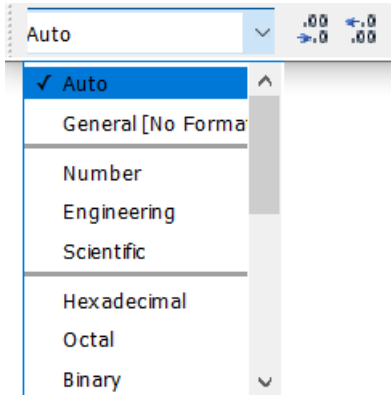 Auto
.00
.0
.0
.00
Auto
General [No Forma
Number
Engineering
Scientific
Hexadecimal
Octal
Binary